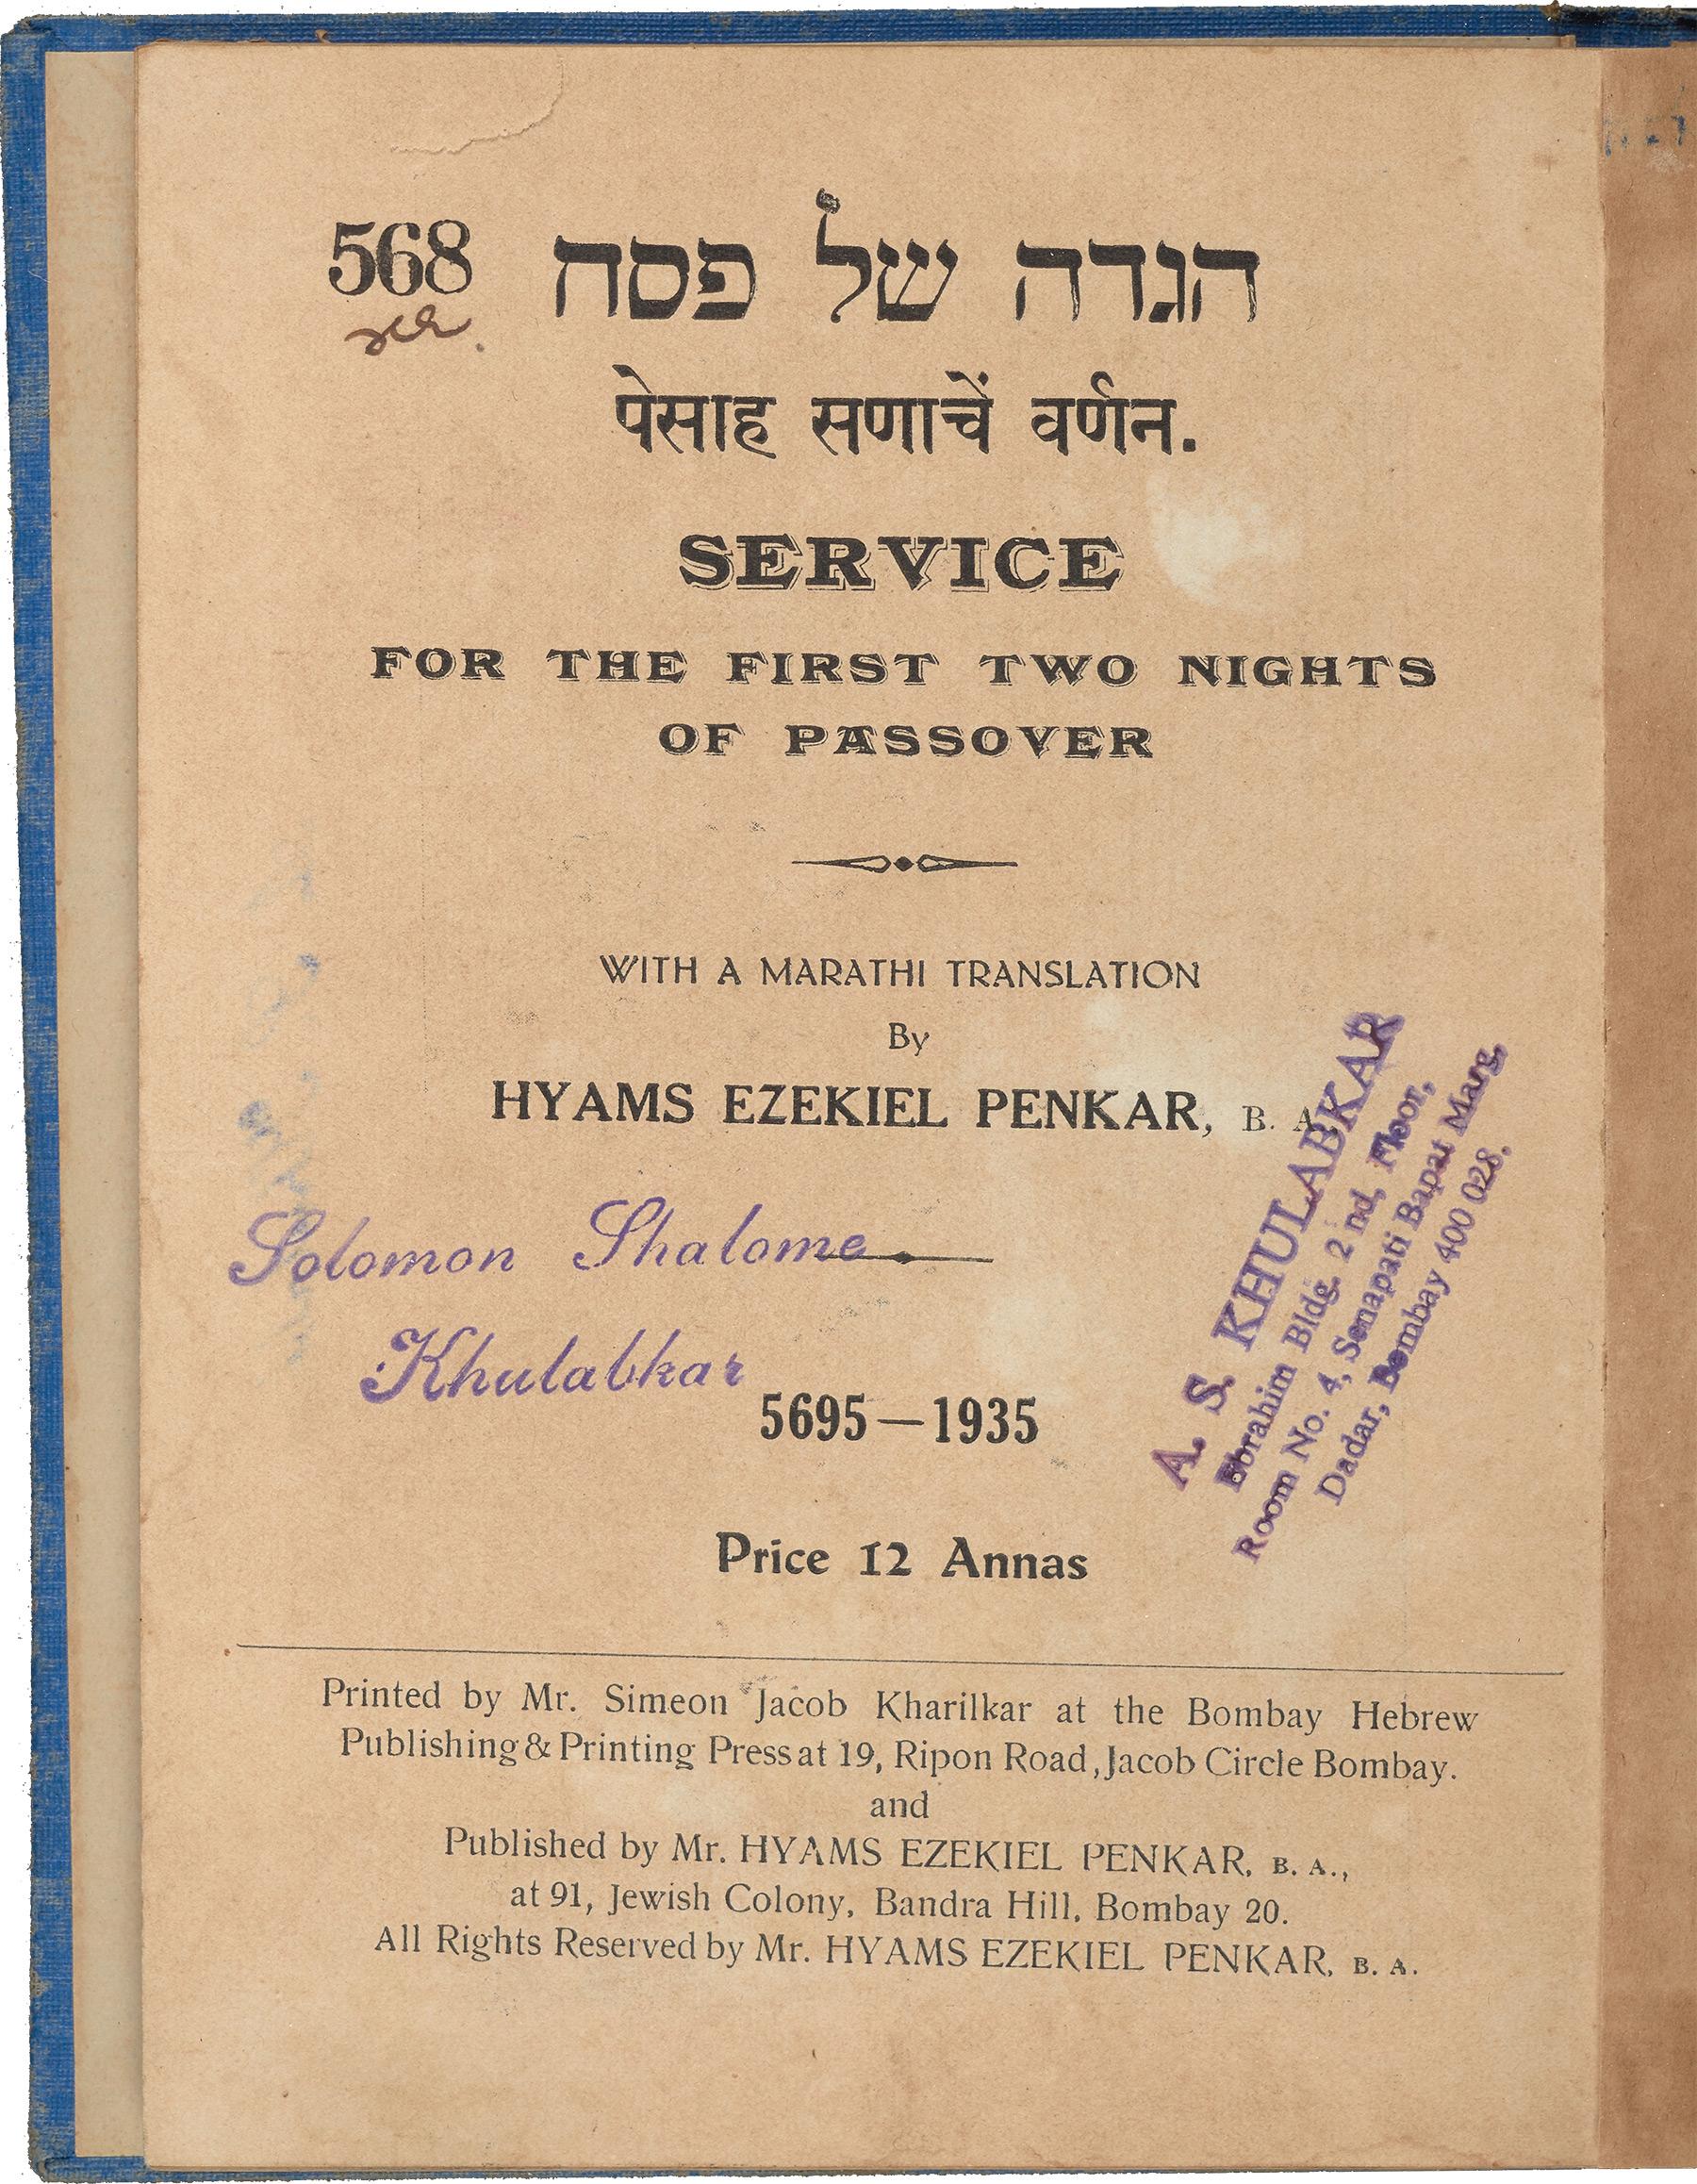 568 הגדה של פסח
पेसाह सणाचें वर्णन.
SERVICE
FOR THE FIRST TWO NIGHTS
OF PASSOVER
WITH A MARATHI TRANSLATION
By
HYAMS EZEKIEL PENKAR, B. A.
Solomon Shalome
Khulabkar
A. S. KHULABKAR
Ebrahim Bldg. 2 nd, Floor,
Room No. 4, Senapati Bapat Marg,
Dadar, Bombay 400 028.
5695—1935
Price 12 Annas
Printed by Mr. Simeon Jacob Kharilkar at the Bombay Hebrew
Publishing & Printing Press at 19, Ripon Road, Jacob Circle Bombay.
and
Published by Mr. HYAMS EZEKIEL PENKAR, B. A.,
at 91, Jewish Colony, Bandra Hill, Bombay 20.
All Rights Reserved by Mr. HYAMS EZEKIEL PENKAR, B. A.